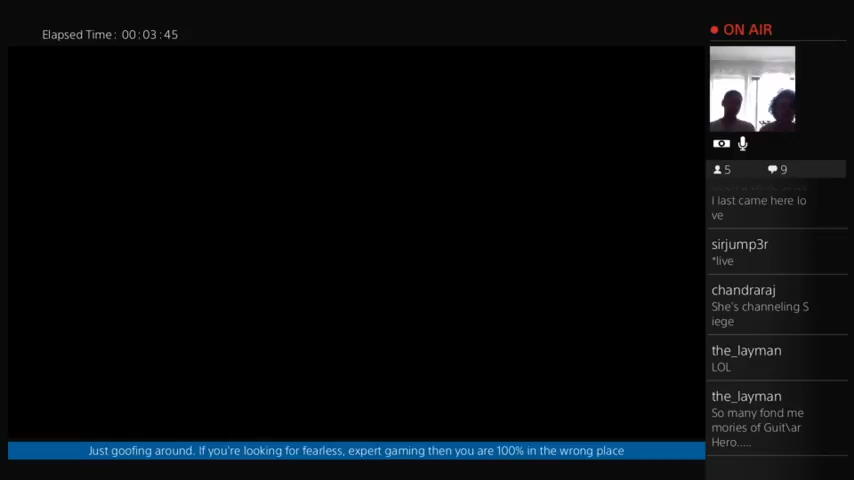 Elapsed Time: 00:03:45
ON AIR
5 9
I last came here lo
ve
sirjump3r
*live
chandraraj
She's channeling S
iege
the_layman
LOL
the_layman
So many fond me
mories of Guit\ar
Hero.....
Just goofing around. If you're looking for fearless, expert gaming then you are 100% in the wrong place